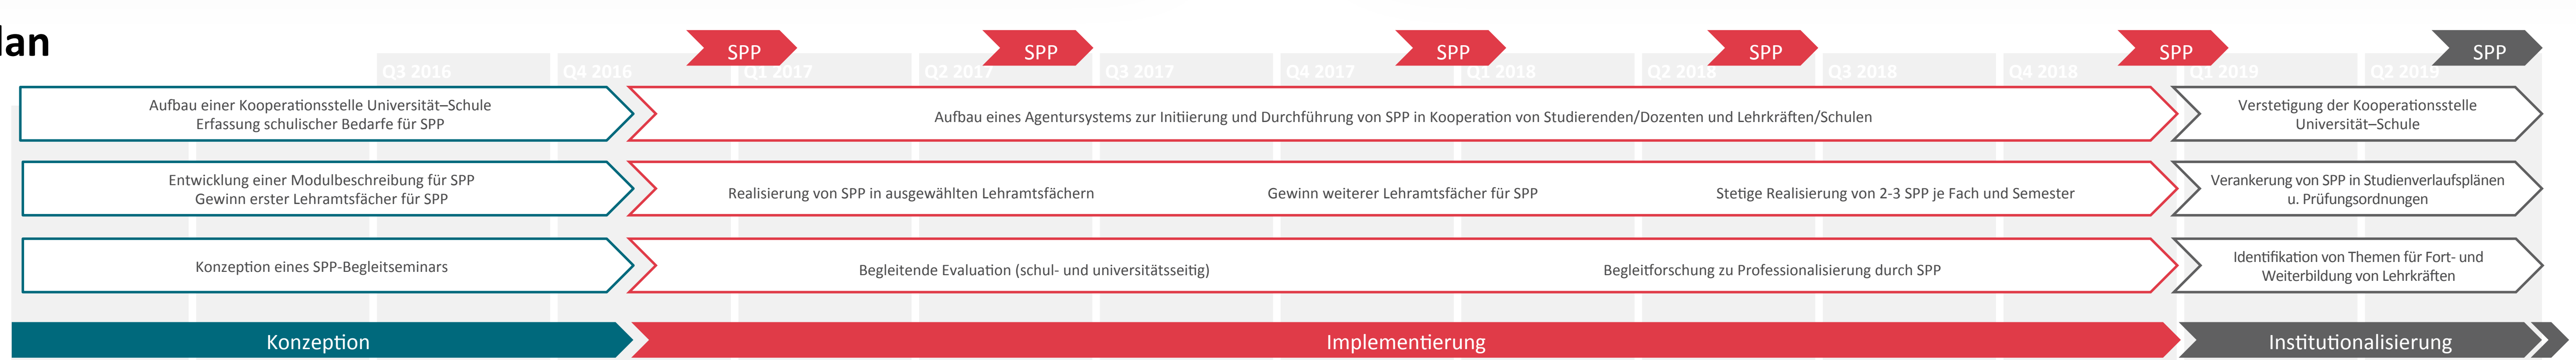 lan
SPP SPP SPP SPP SPP SPP
Q3 2016 Q4 2016 Q1 2017 Q2 2017 Q3 2017 Q4 2017 Q1 2018 Q2 2018 Q3 2018 Q4 2018 Q1 2019 Q2 2019
Aufbau einer Kooperationsstelle Universität–Schule
Erfassung schulischer Bedarfe für SPP
Aufbau eines Agentursystems zur Initiierung und Durchführung von SPP in Kooperation von Studierenden/Dozenten und Lehrkräften/Schulen
Verstetigung der Kooperationsstelle
Universität–Schule
Entwicklung einer Modulbeschreibung für SPP
Gewinn erster Lehramtsfächer für SPP
Realisierung von SPP in ausgewählten Lehramtsfächern
Gewinn weiterer Lehramtsfächer für SPP
Stetige Realisierung von 2-3 SPP je Fach und Semester
Verankerung von SPP in Studienverlaufsplänen
u. Prüfungsordnungen
Konzeption eines SPP-Begleitseminars
Begleitende Evaluation (schul- und universitätsseitig)
Begleitforschung zu Professionalisierung durch SPP
Identifikation von Themen für Fort- und
Weiterbildung von Lehrkräften
Konzeption
Implementierung
Institutionalisierung